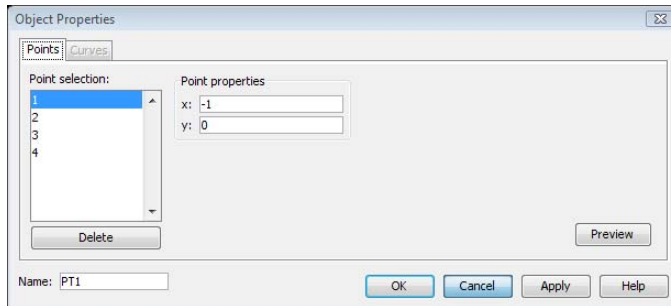 Object Properties
Points Curves
Point selection:
1
2
3
4
Delete
Point properties
x: -1
y: 0
Preview
Name: PT1
OK Cancel Apply Help